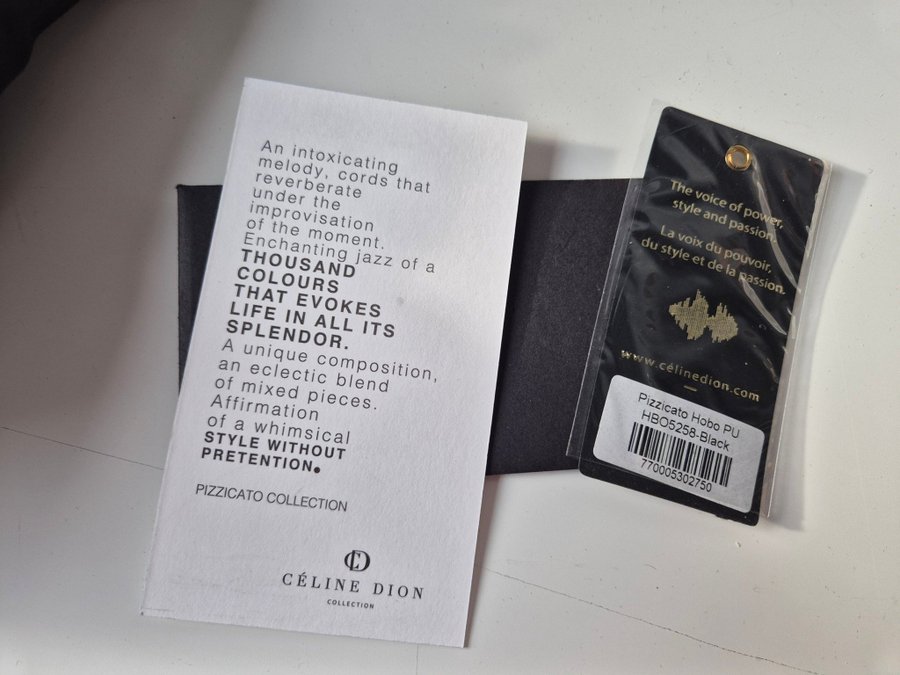 An intoxicating
melody, cords that
reverberate
under the
improvisation
of the moment.
Enchanting jazz of a
THOUSAND
COLOURS
THAT EVOKES
LIFE IN ALL ITS
SPLENDOR.
A unique composition,
an eclectic blend
of mixed pieces.
Affirmation
of a whimsical
STYLE WITHOUT
PRETENTION.
PIZZICATO COLLECTION
CÉLINE DION
COLLECTION
The voice of power,
style and passion.
La voix du pouvoir,
du style et de la passion.
www.célinedion.com
Pizzicato Hobo PU
HBO5258-Black
770005302750